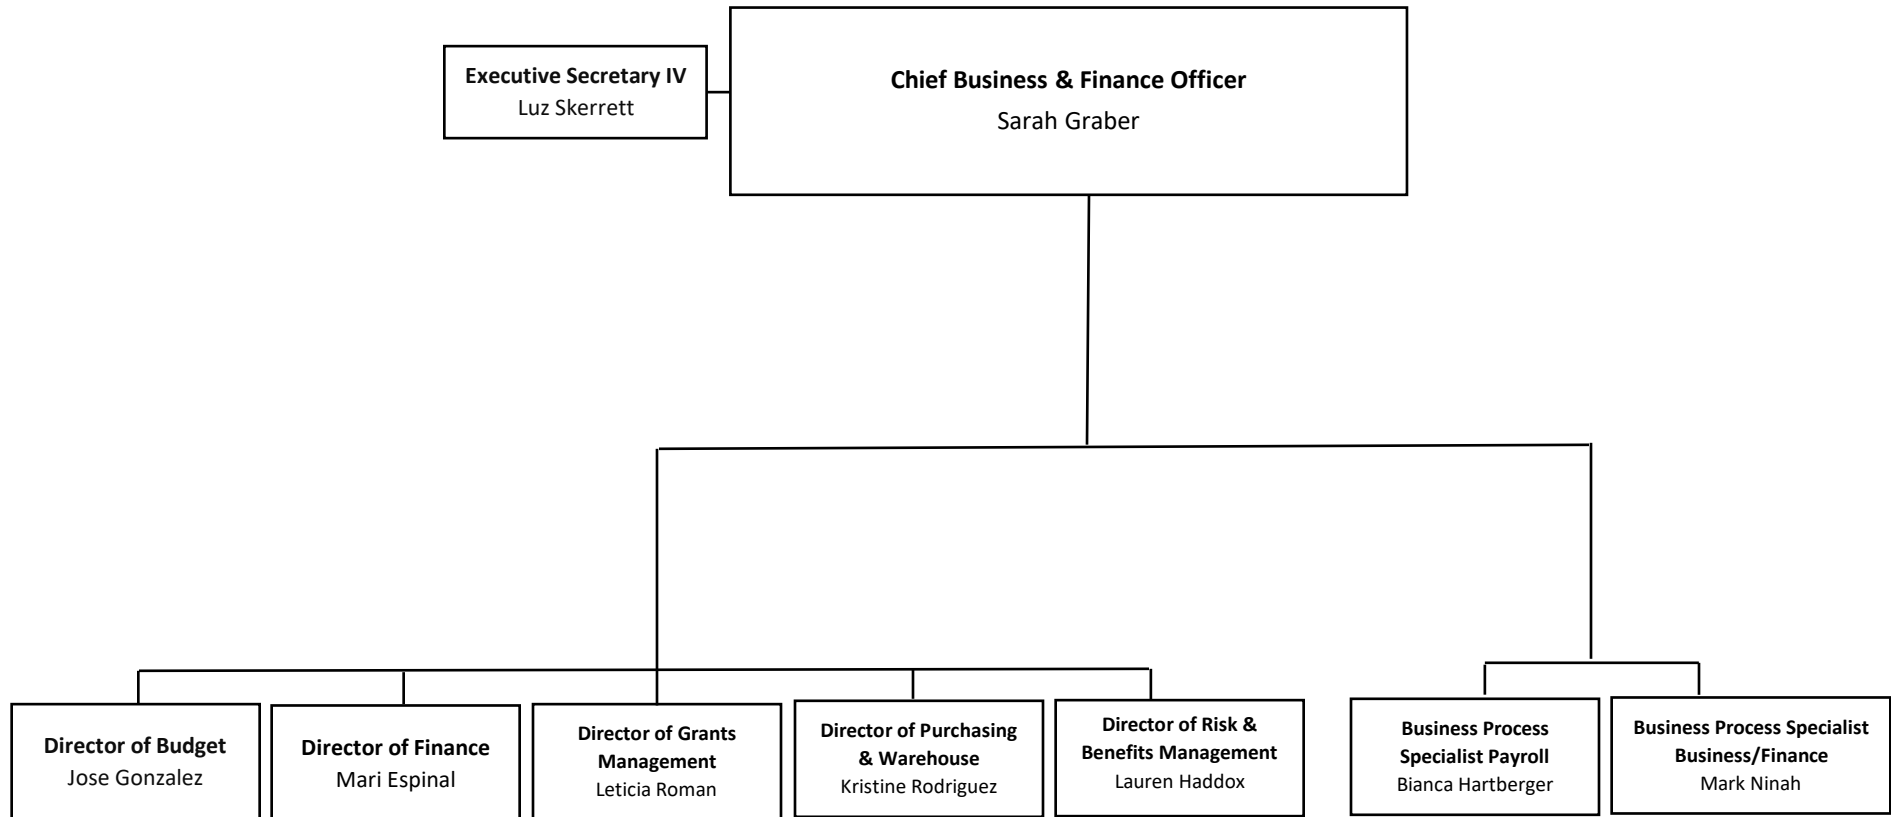 Executive Secretary IV
Luz Skerrett
Chief Business & Finance Officer
Sarah Graber
Director of Budget
Jose Gonzalez
Director of Finance
Mari Espinal
Director of Grants
Management
Leticia Roman
Director of Purchasing
& Warehouse
Kristine Rodriguez
Director of Risk &
Benefits Management
Lauren Haddox
Business Process
Specialist Payroll
Bianca Hartberger
Business Process Specialist
Business/Finance
Mark Ninah